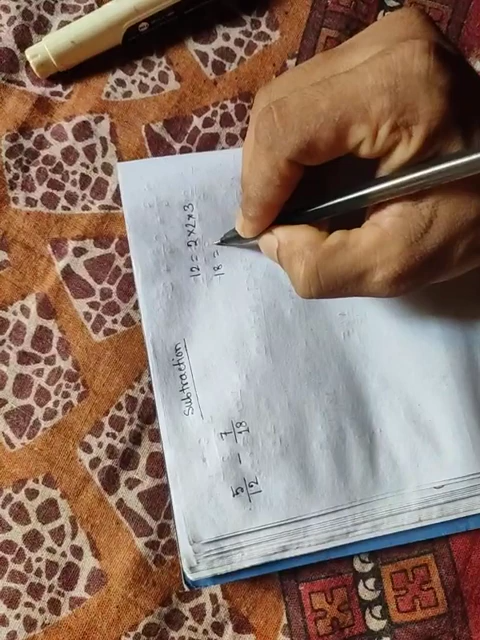 Subtraction
12 = 2×2×3
18 =
5/12 - 7/18